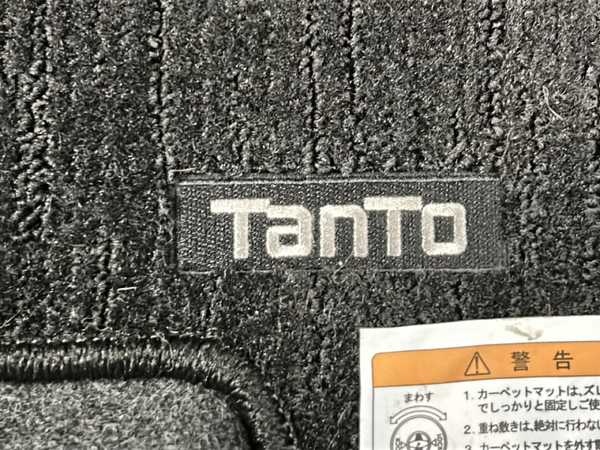 TanTo
警告
まわす
1. カーペットマットは、ズレ
でしっかりと固定しご使
2. 重ね敷きは、絶対に行わな
3. カーペットマットを外す